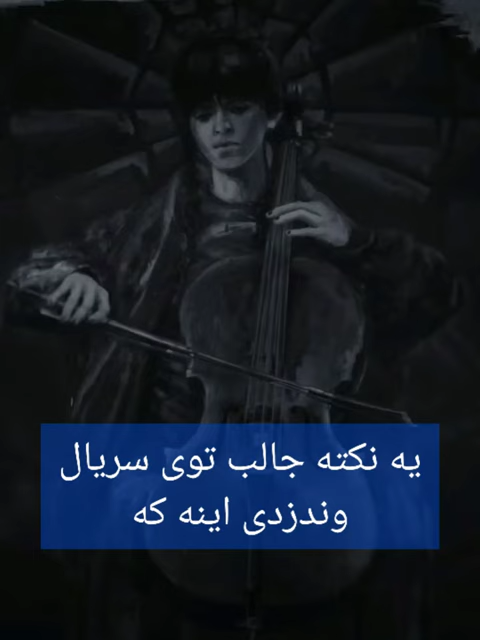 یه نکته جالب توی سریال
وندزدی اینه که